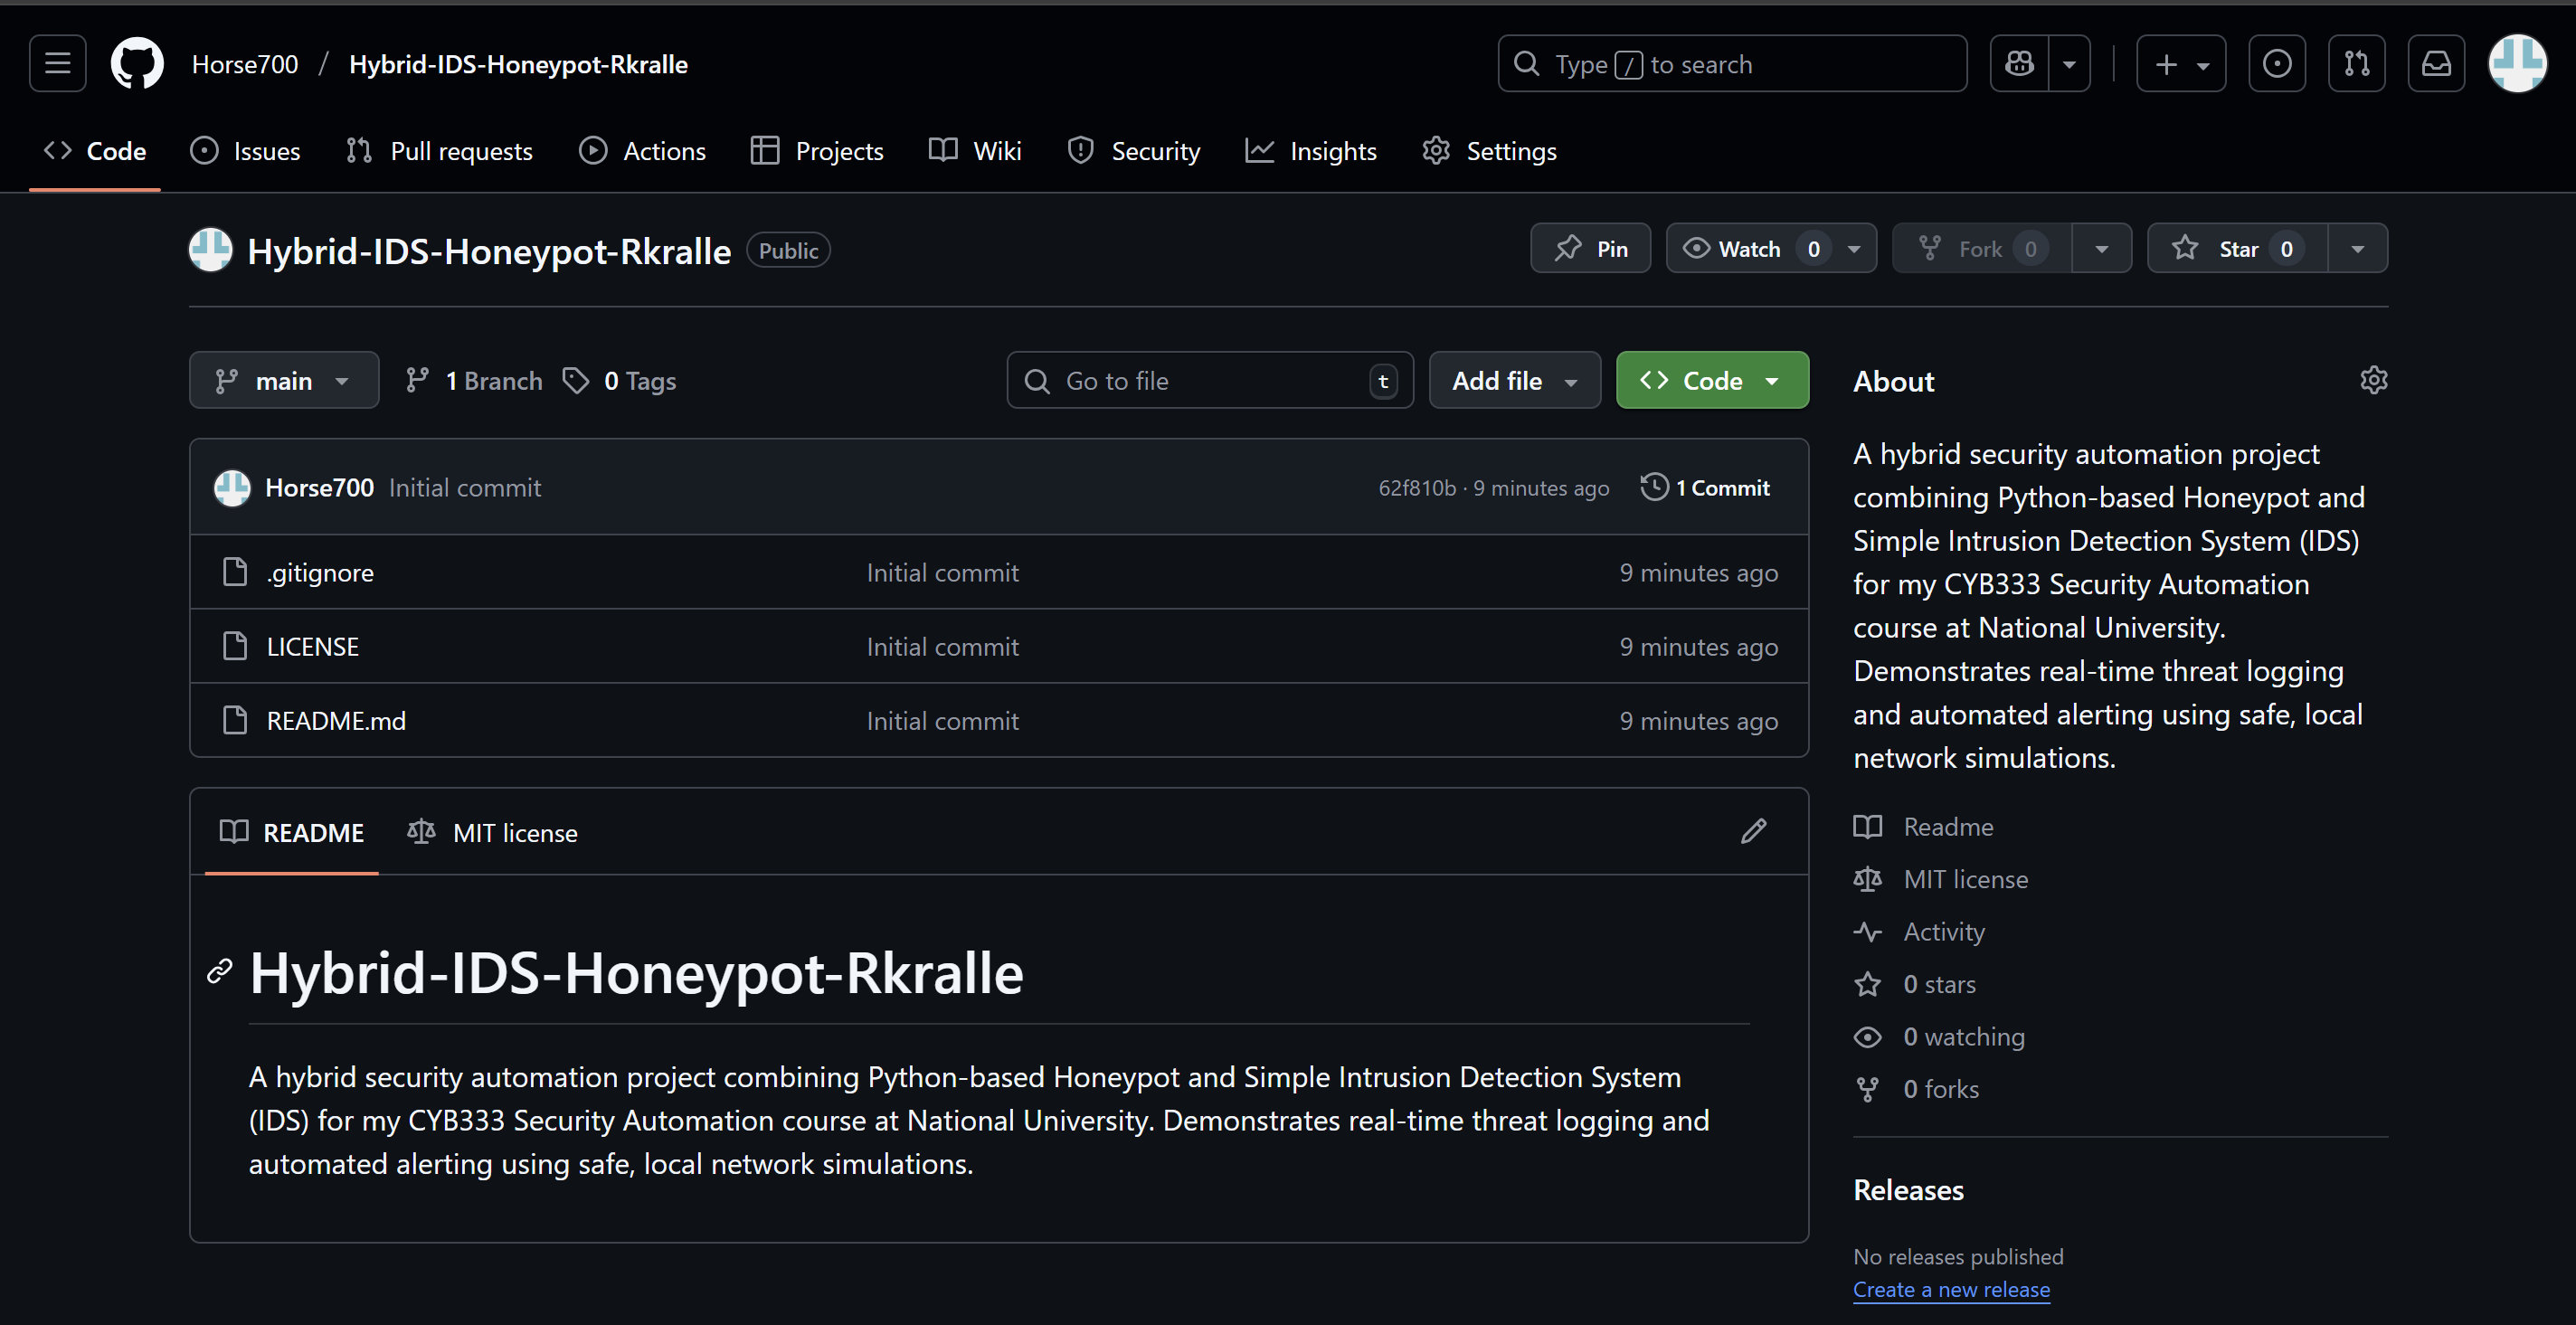 Horse700 / Hybrid-IDS-Honeypot-Rkralle
Type / to search
Code
Issues
Pull requests
Actions
Projects
Wiki
Security
Insights
Settings
Hybrid-IDS-Honeypot-Rkralle Public
Pin
Watch 0
Fork 0
Star 0
main
1 Branch
0 Tags
Go to file t
Add file
Code
Horse700 Initial commit 62f810b · 9 minutes ago 1 Commit
.gitignore Initial commit 9 minutes ago
LICENSE Initial commit 9 minutes ago
README.md Initial commit 9 minutes ago
README
MIT license
Hybrid-IDS-Honeypot-Rkralle
A hybrid security automation project combining Python-based Honeypot and Simple Intrusion Detection System
(IDS) for my CYB333 Security Automation course at National University. Demonstrates real-time threat logging and
automated alerting using safe, local network simulations.
About
A hybrid security automation project
combining Python-based Honeypot and
Simple Intrusion Detection System (IDS)
for my CYB333 Security Automation
course at National University.
Demonstrates real-time threat logging
and automated alerting using safe, local
network simulations.
Readme
MIT license
Activity
0 stars
0 watching
0 forks
Releases
No releases published
Create a new release